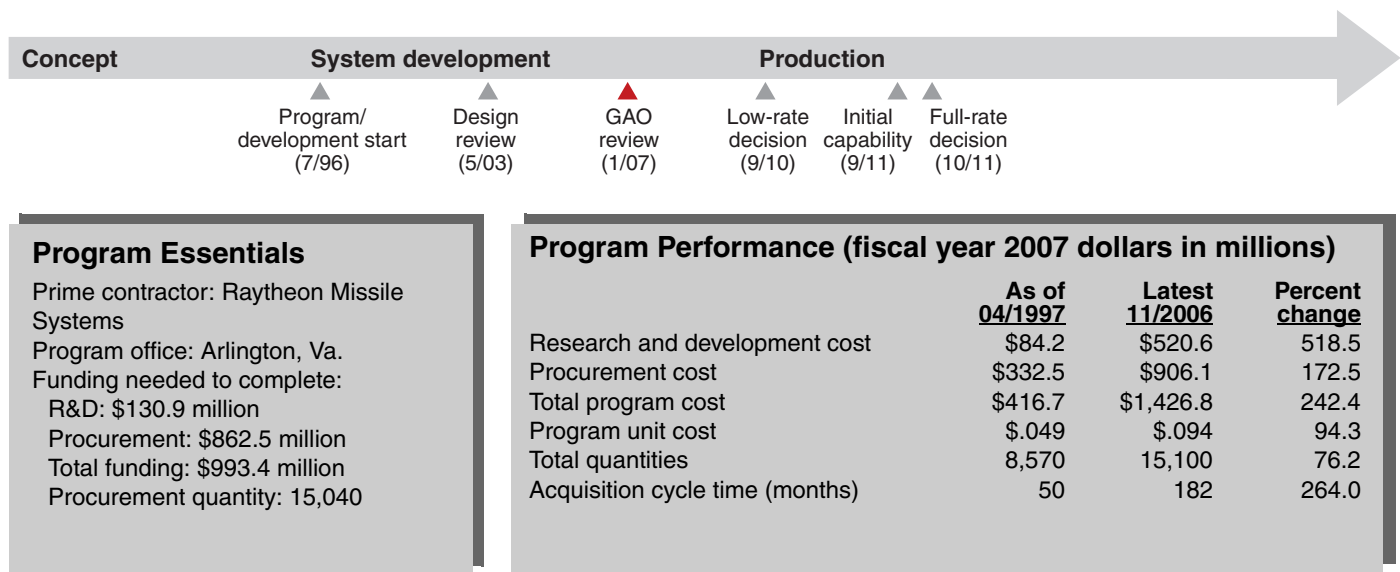 Concept System development Production
Program/
development start
(7/96)
Design
review
(5/03)
GAO
review
(1/07)
Low-rate
decision
(9/10)
Initial
capability
(9/11)
Full-rate
decision
(10/11)
Program Essentials
Prime contractor: Raytheon Missile
Systems
Program office: Arlington, Va.
Funding needed to complete:
R&D: $130.9 million
Procurement: $862.5 million
Total funding: $993.4 million
Procurement quantity: 15,040
Program Performance (fiscal year 2007 dollars in millions)
As of Latest Percent
04/1997 11/2006 change
Research and development cost $84.2 $520.6 518.5
Procurement cost $332.5 $906.1 172.5
Total program cost $416.7 $1,426.8 242.4
Program unit cost $.049 $.094 94.3
Total quantities 8,570 15,100 76.2
Acquisition cycle time (months) 50 182 264.0